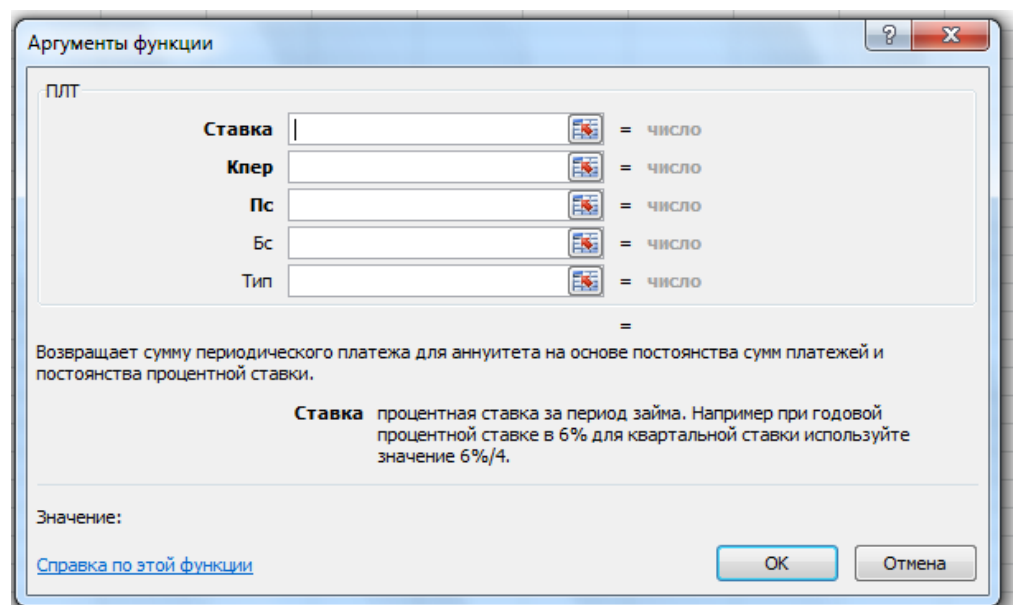 Аргументы функции
ПЛТ
Ставка = число
Кпер = число
Пс = число
Бс = число
Тип = число
=
Возвращает сумму периодического платежа для аннуитета на основе постоянства сумм платежей и
постоянства процентной ставки.
Ставка процентная ставка за период займа. Например при годовой
процентной ставке в 6% для квартальной ставки используйте
значение 6%/4.
Значение:
Справка по этой функции
ОК
Отмена